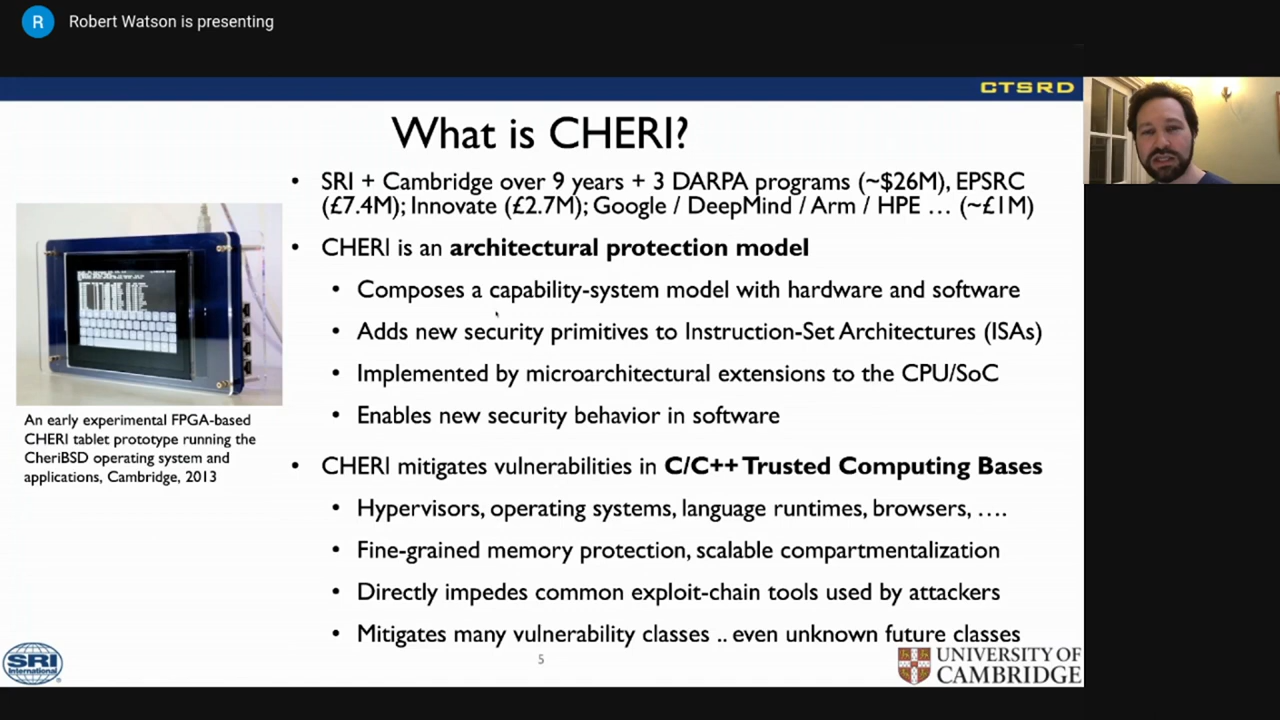 R
Robert Watson is presenting
CTSRD
What is CHERI?
• SRI + Cambridge over 9 years + 3 DARPA programs (~$26M), EPSRC
(£7.4M); Innovate (£2.7M); Google / DeepMind / Arm / HPE … (~£1M)
• CHERI is an architectural protection model
• Composes a capability-system model with hardware and software
• Adds new security primitives to Instruction-Set Architectures (ISAs)
• Implemented by microarchitectural extensions to the CPU/SoC
• Enables new security behavior in software
An early experimental FPGA-based
CHERI tablet prototype running the
CheriBSD operating system and
applications, Cambridge, 2013
• CHERI mitigates vulnerabilities in C/C++ Trusted Computing Bases
• Hypervisors, operating systems, language runtimes, browsers, ….
• Fine-grained memory protection, scalable compartmentalization
• Directly impedes common exploit-chain tools used by attackers
• Mitigates many vulnerability classes .. even unknown future classes
SRI
International
5
UNIVERSITY OF
CAMBRIDGE